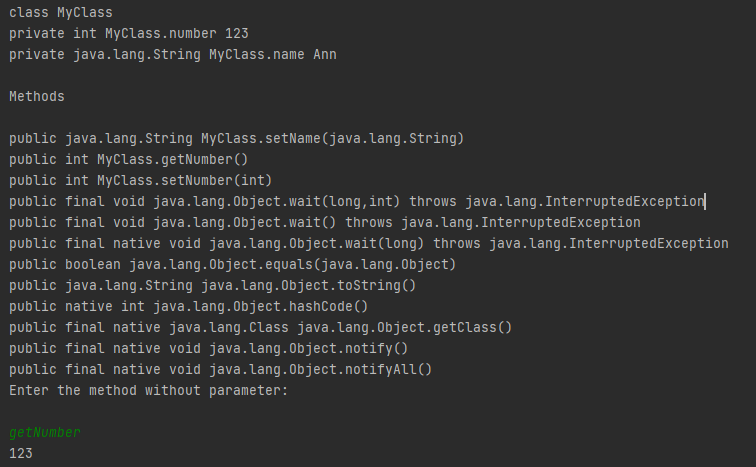 class MyClass
private int MyClass.number 123
private java.lang.String MyClass.name Ann
Methods
public java.lang.String MyClass.setName(java.lang.String)
public int MyClass.getNumber()
public int MyClass.setNumber(int)
public final void java.lang.Object.wait(long,int) throws java.lang.InterruptedException
public final void java.lang.Object.wait() throws java.lang.InterruptedException
public final native void java.lang.Object.wait(long) throws java.lang.InterruptedException
public boolean java.lang.Object.equals(java.lang.Object)
public java.lang.String java.lang.Object.toString()
public native int java.lang.Object.hashCode()
public final native java.lang.Class java.lang.Object.getClass()
public final native void java.lang.Object.notify()
public final native void java.lang.Object.notifyAll()
Enter the method without parameter:
getNumber
123